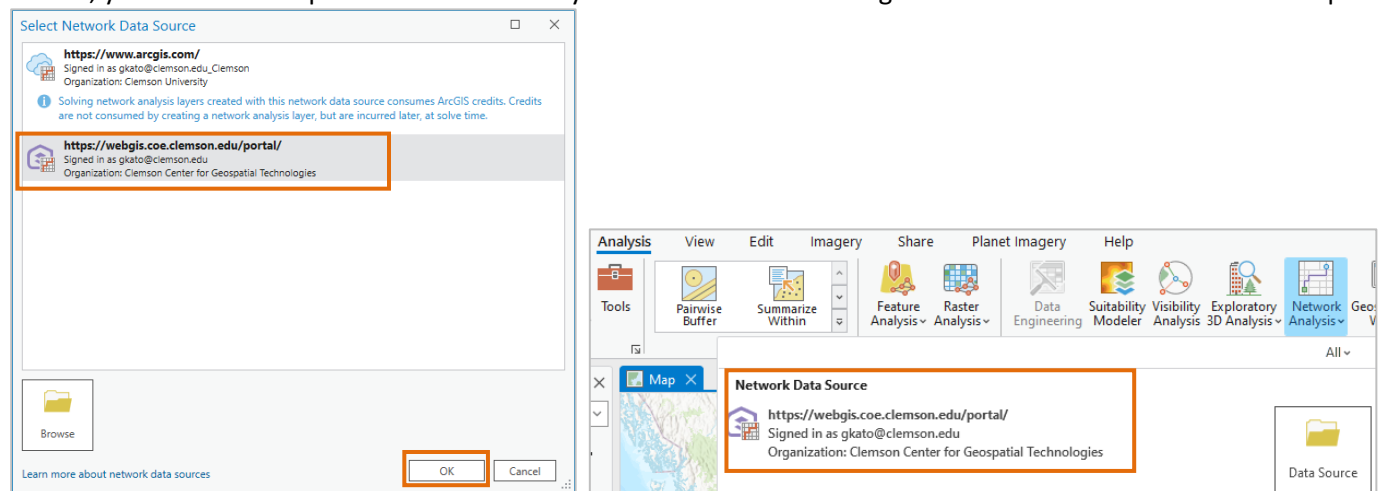 Select Network Data Source
https://www.arcgis.com/
Signed in as gkato@clemson.edu_Clemson
Organization: Clemson University
Solving network analysis layers created with this network data source consumes ArcGIS credits. Credits
are not consumed by creating a network analysis layer, but are incurred later, at solve time.
https://webgis.coe.clemson.edu/portal/
Signed in as gkato@clemson.edu
Organization: Clemson Center for Geospatial Technologies
Browse
Learn more about network data sources
OK
Cancel
Analysis View Edit Imagery Share Planet Imagery Help
Tools
Pairwise
Buffer
Summarize
Within
Feature
Analysis
Raster
Analysis
Data
Engineering
Suitability
Modeler
Visibility
Analysis
Exploratory
3D Analysis
Network
Analysis
All
Map
Network Data Source
https://webgis.coe.clemson.edu/portal/
Signed in as gkato@clemson.edu
Organization: Clemson Center for Geospatial Technologies
Data Source